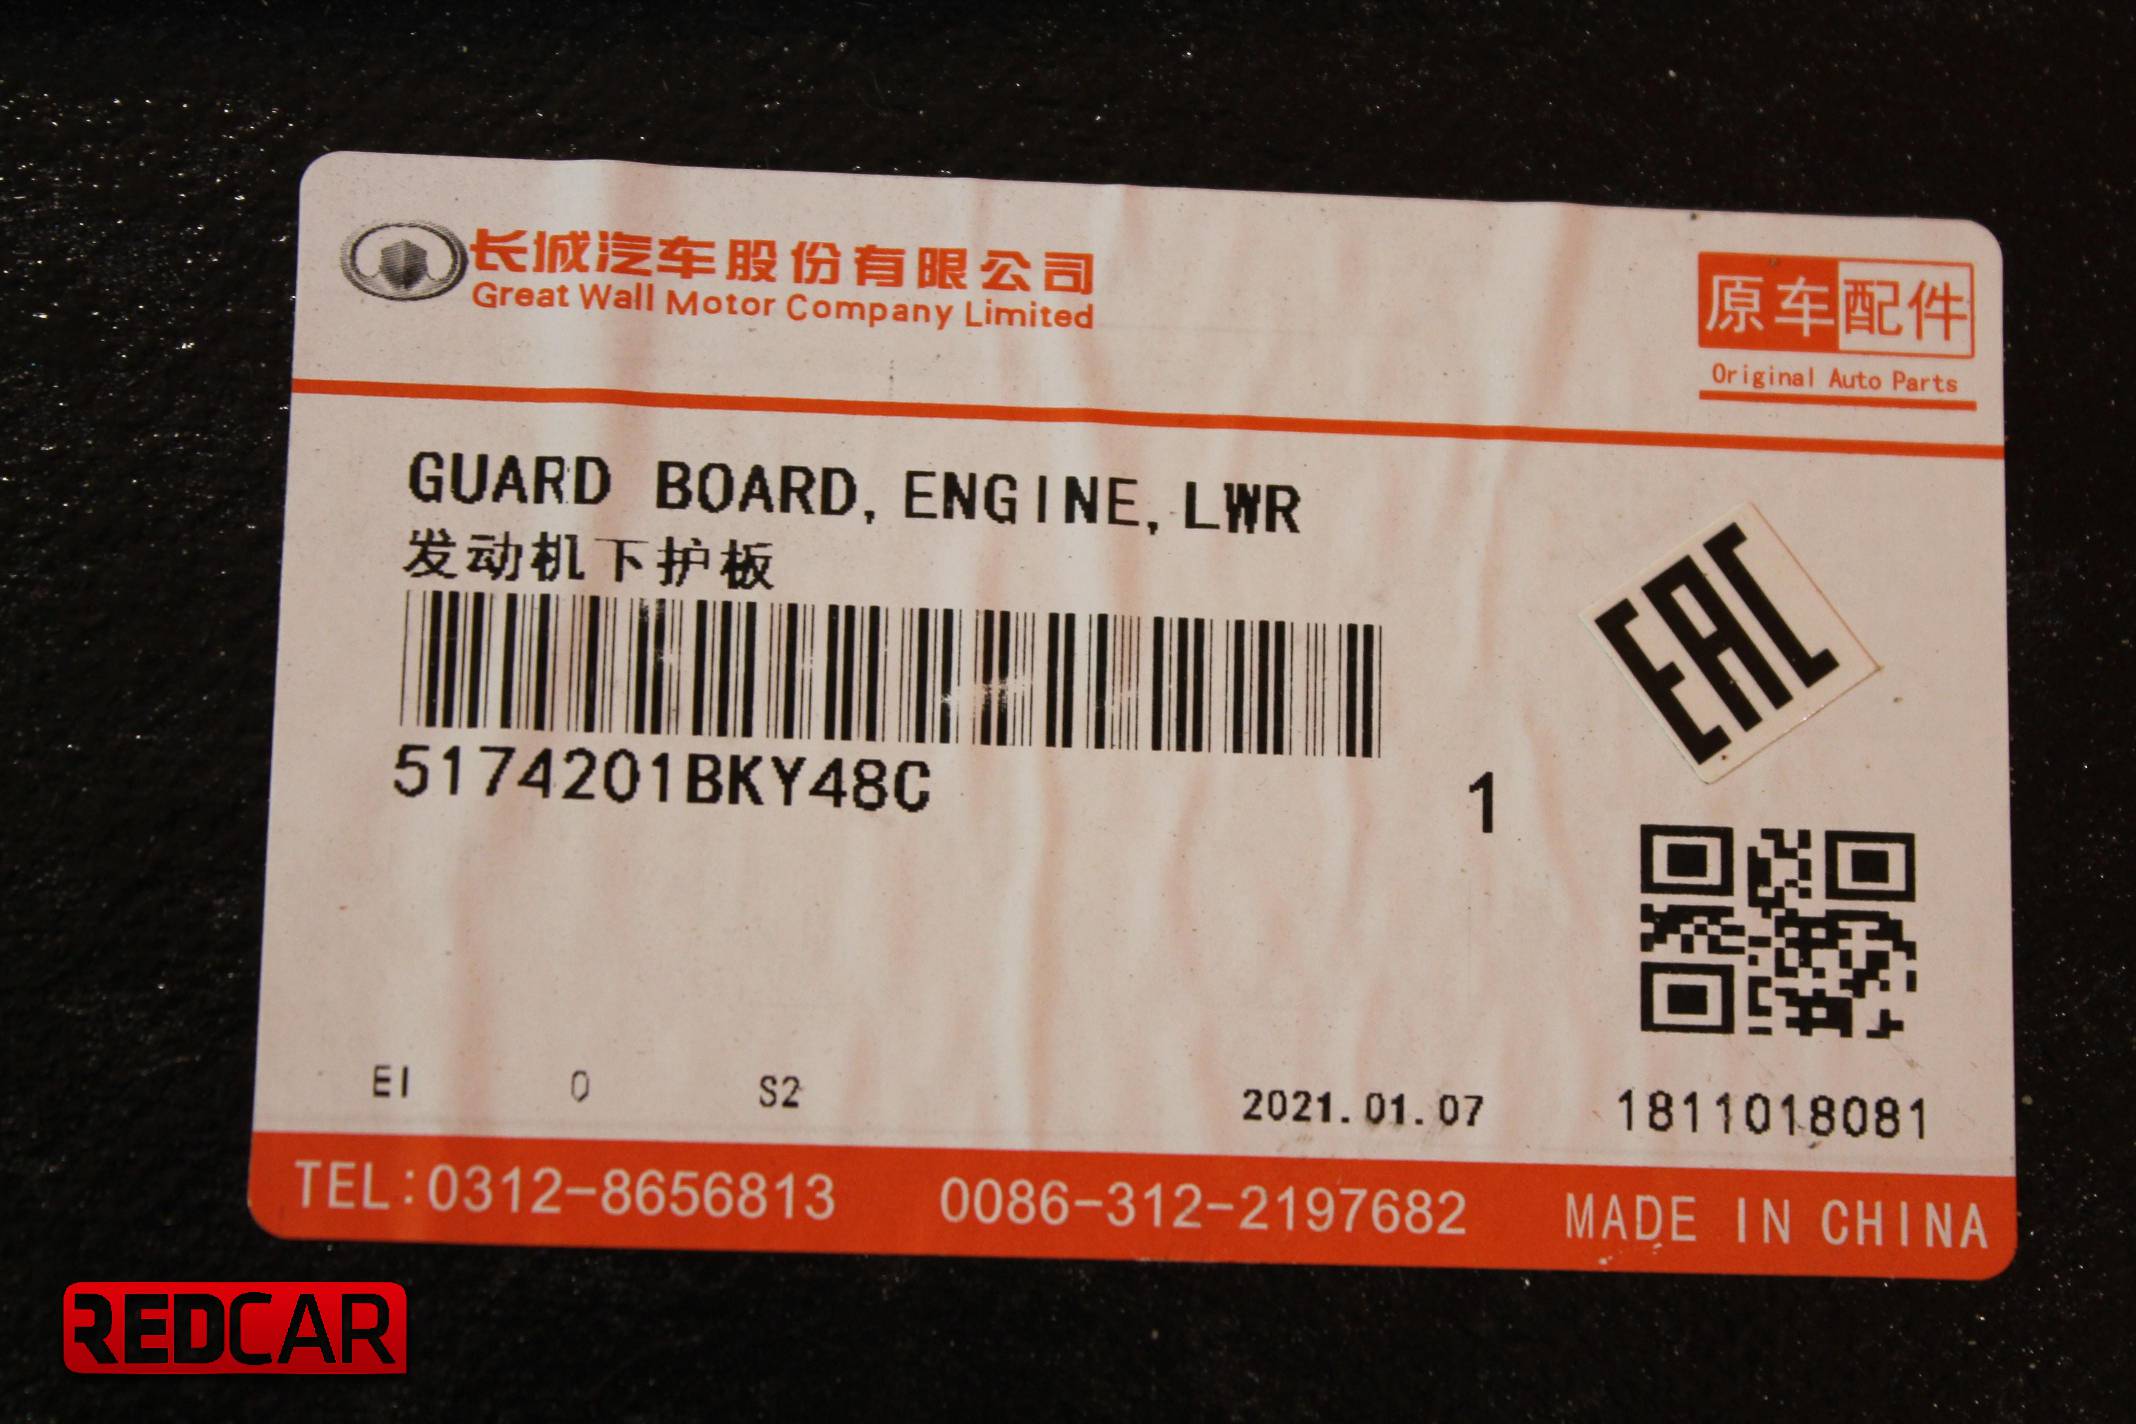 长城汽车股份有限公司
Great Wall Motor Company Limited
原车配件
Original Auto Parts
GUARD BOARD, ENGINE, LWR
发动机下护板
EAC
5174201BKY48C
1
EI 0 S2 2021.01.07 1811018081
TEL:0312-8656813 0086-312-2197682 MADE IN CHINA
REDCAR